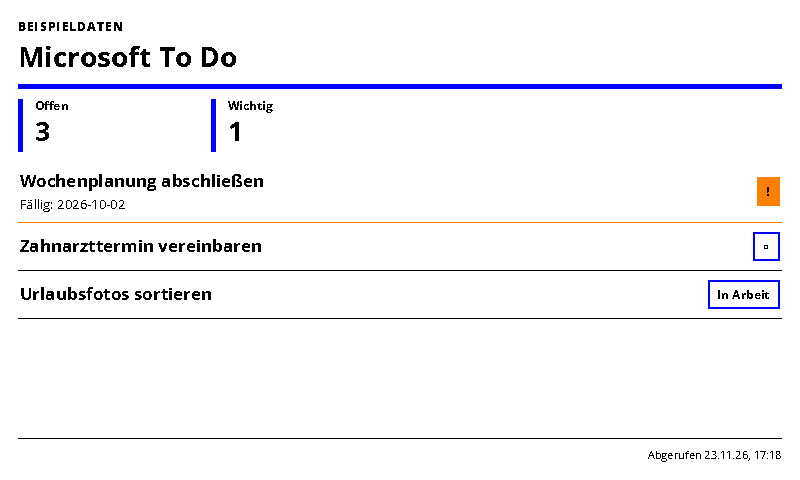 BEISPIELDATEN
Microsoft To Do
Offen
3
Wichtig
1
Wochenplanung abschließen
Fällig: 2026-10-02
!
Zahnarzttermin vereinbaren
Urlaubsfotos sortieren
In Arbeit
Abgerufen 23.11.26, 17:18